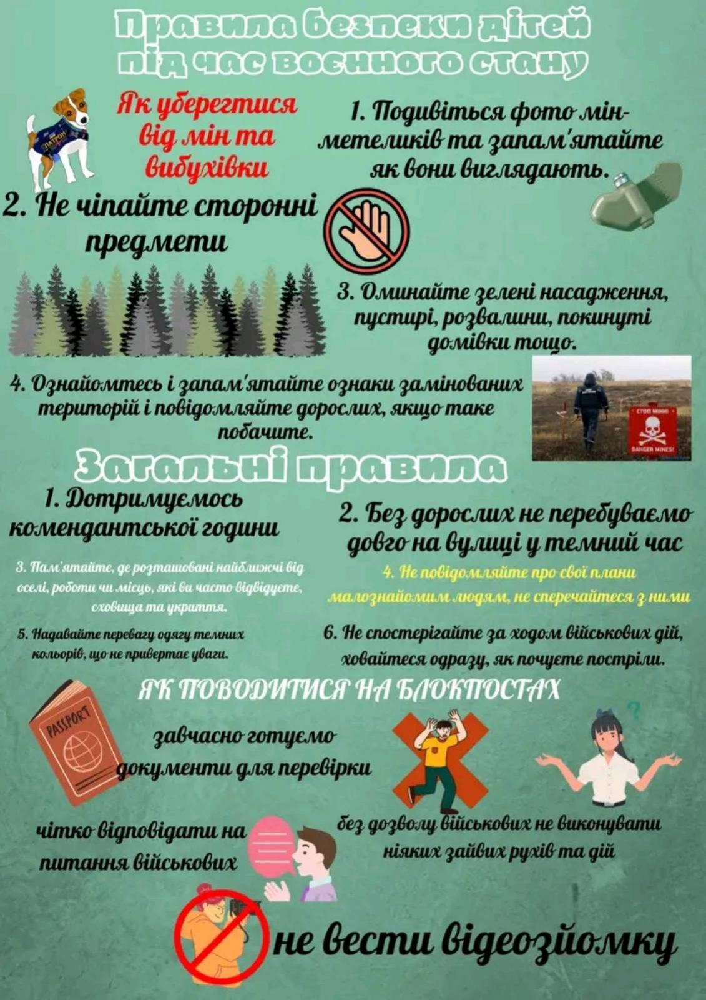 Правила безпеки дітей
під час воєнного стану
Як уберегтися
від мін та
вибухівки
ПАТРОН
1. Подивіться фото мін-
метеликів та запам'ятайте
як вони виглядають.
2. Не чіпайте сторонні
предмети
3. Оминайте зелені насадження,
пустирі, розвалини, покинуті
домівки тощо.
4. Ознайомтесь і запам'ятайте ознаки замінованих
територій і повідомляйте дорослих, якщо таке
побачите.
СТОП МІНИ!
DANGER MINES!
Загальні правила
1. Дотримуємось
комендантської години
2. Без дорослих не перебуваємо
довго на вулиці у темний час
3. Пам'ятайте, де розташовані найближчі від
оселі, роботи чи місць, які ви часто відвідуєте,
сховища та укриття.
4. Не повідомляйте про свої плани
малознайомим людям, не сперечайтеся з ними
5. Надавайте перевагу одягу темних
кольорів, що не привертає уваги.
6. Не спостерігайте за ходом військових дій,
ховайтеся одразу, як почуєте постріли.
ЯК ПОВОДИТИСЯ НА БЛОКПОСТАХ
PASSPORT
завчасно готуємо
документи для перевірки
?
чітко відповідати на
питання військових
без дозволу військових не виконувати
ніяких зайвих рухів та дій
не вести відеозйомку